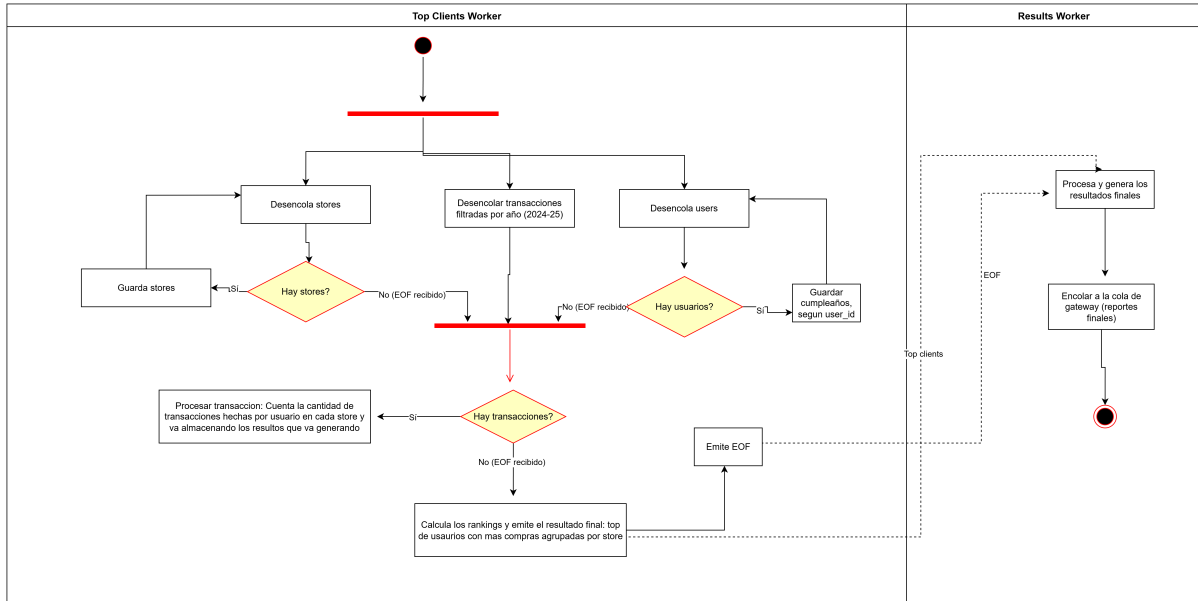 Top Clients Worker
Results Worker
Desencola stores
Desencolar transacciones
filtradas por año (2024-25)
Desencola users
Procesa y genera los
resultados finales
Guarda stores
Sí
Hay stores?
No (EOF recibido)
No (EOF recibido)
Hay usuarios?
Sí
Guardar
cumpleaños,
segun user_id
EOF
Encolar a la cola de
gateway (reportes
finales)
Top clients
Procesar transaccion: Cuenta la cantidad de
transacciones hechas por usuario en cada store y
va almacenando los resultos que va generando
Sí
Hay transacciones?
No (EOF recibido)
Emite EOF
Calcula los rankings y emite el resultado final: top
de usaurios con mas compras agrupadas por store